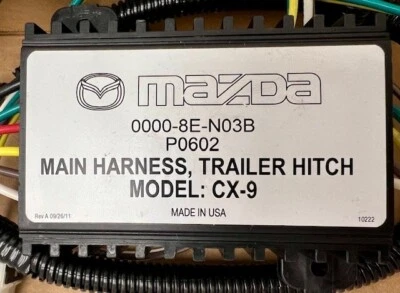 mazda
0000-8E-N03B
P0602
MAIN HARNESS, TRAILER HITCH
MODEL: CX-9
MADE IN USA
Rev.A 09/26/11
10222